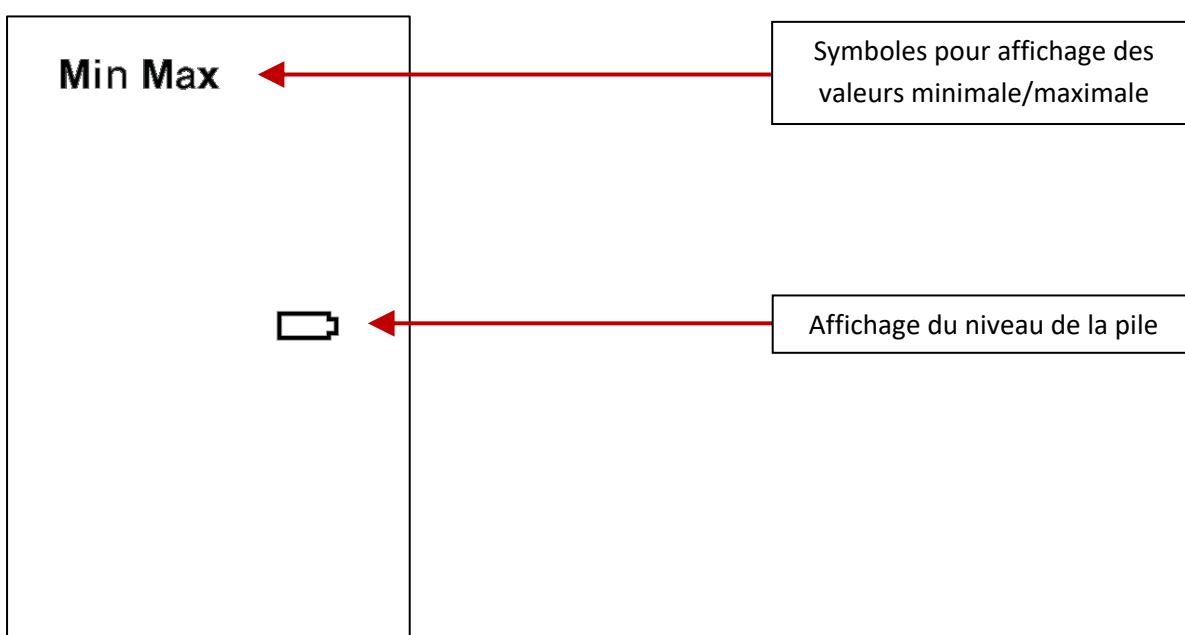 Min Max
Symboles pour affichage des
valeurs minimale/maximale
Affichage du niveau de la pile